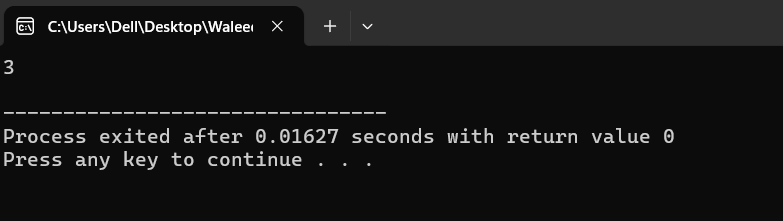 C:\Users\Dell\Desktop\Walee
3
--------------------------------
Process exited after 0.01627 seconds with return value 0
Press any key to continue . . .